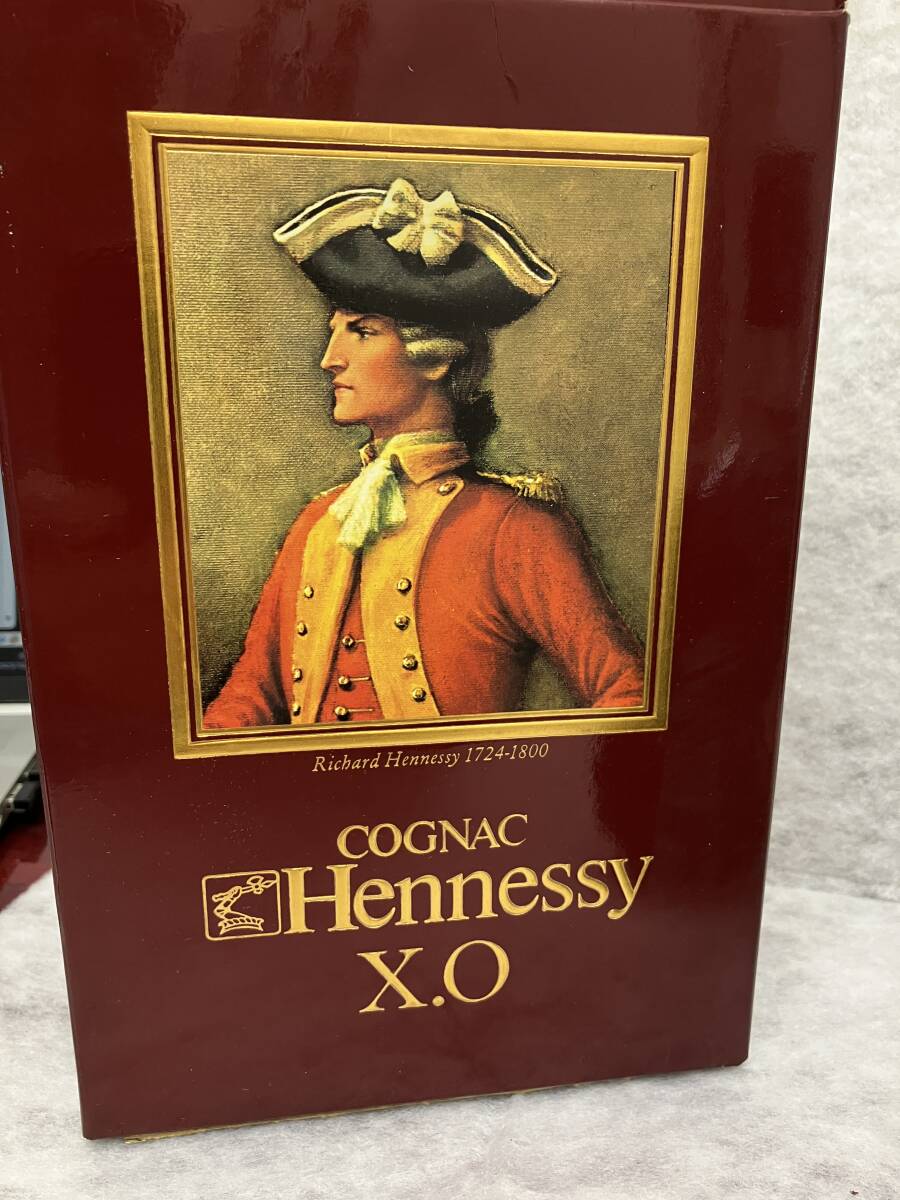 Richard Hennessy 1724-1800
COGNAC
Hennessy
X.O